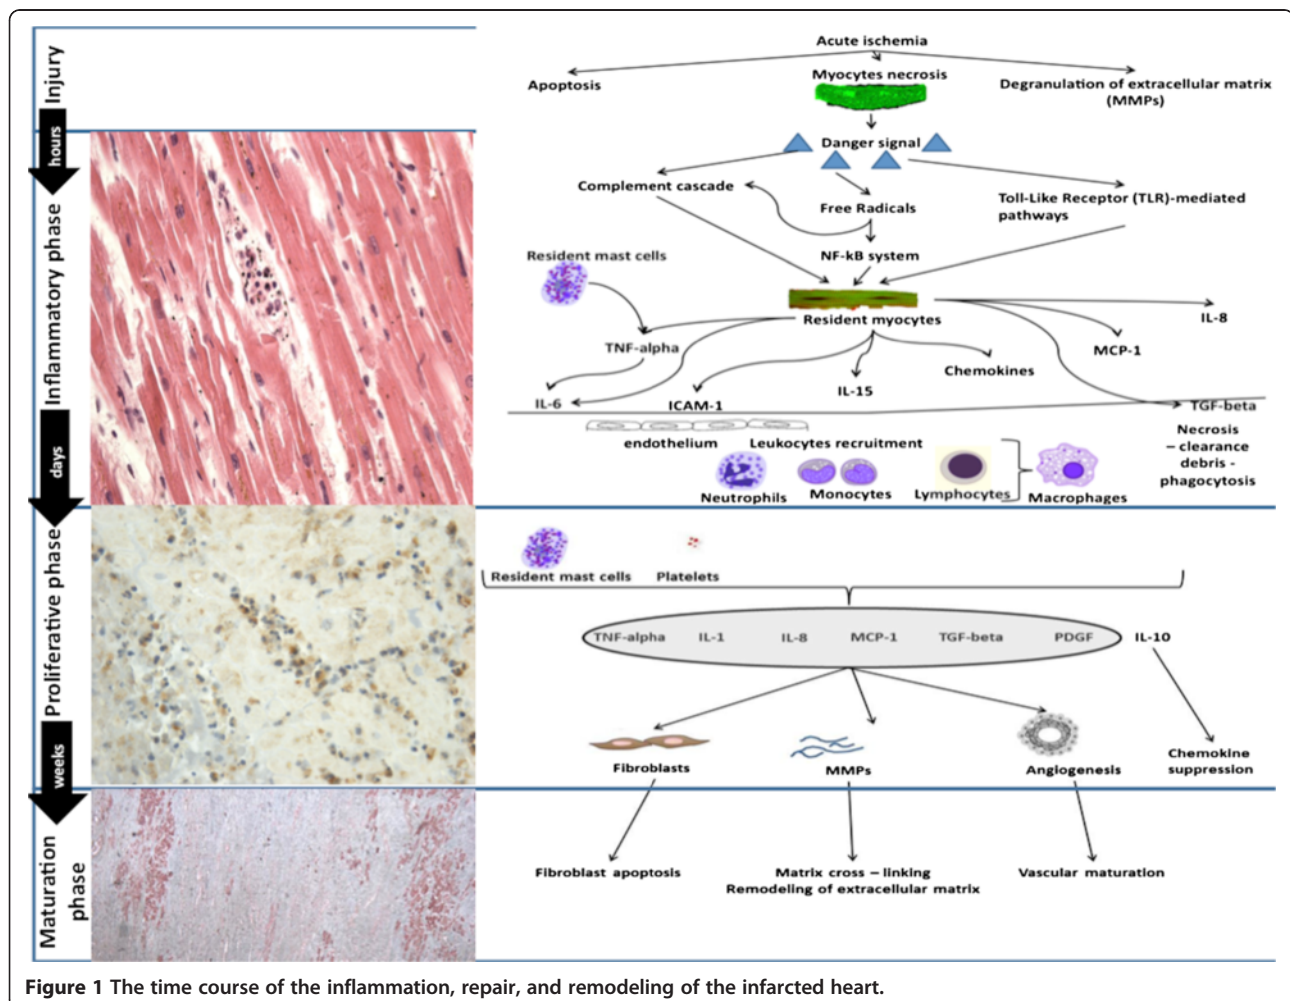 Injury
hours
Inflammatory phase
days
Proliferative phase
weeks
Maturation
phase
Acute ischemia
Apoptosis
Myocytes necrosis
Degranulation of extracellular matrix
(MMPs)
Danger signal
Complement cascade
Free Radicals
Toll-Like Receptor (TLR)-mediated
pathways
NF-kB system
Resident mast cells
Resident myocytes
IL-8
TNF-alpha
MCP-1
Chemokines
IL-15
IL-6
ICAM-1
TGF-beta
endothelium
Leukocytes recruitment
Necrosis
– clearance
debris -
phagocytosis
Neutrophils
Monocytes
Lymphocytes
Macrophages
Resident mast cells
Platelets
TNF-alpha IL-1 IL-8 MCP-1 TGF-beta PDGF IL-10
Fibroblasts
MMPs
Angiogenesis
Chemokine
suppression
Fibroblast apoptosis
Matrix cross – linking
Remodeling of extracellular matrix
Vascular maturation
Figure 1 The time course of the inflammation, repair, and remodeling of the infarcted heart.